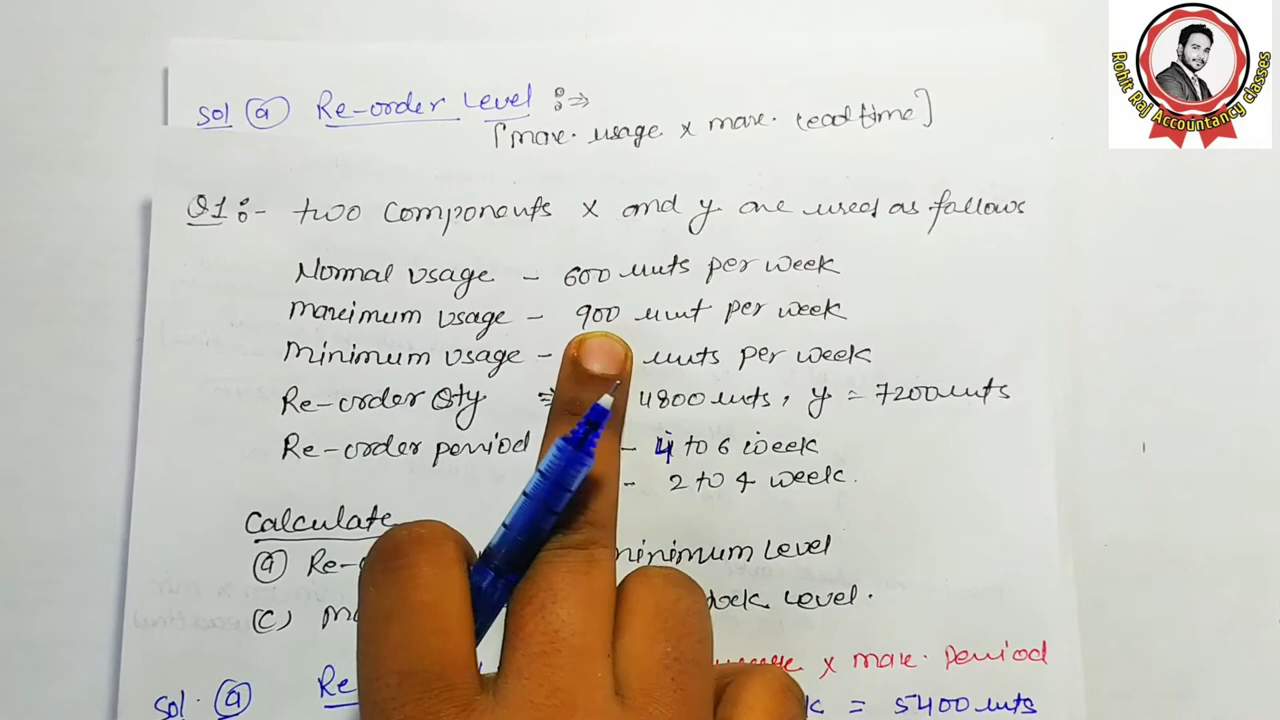 Sol (a) Re-order Level :⇒
[max. usage x max. lead time]
Q1:- two components X and y are used as follows
Normal usage - 600 units per week
Maximum usage - 900 unit per week
Minimum usage - units per week
Re-order Qty ⇒ 4800 units, y = 7200 units
Re-order period - 4 to 6 week
- 2 to 4 week.
Calculate
(a) Re- minimum Level
(c) Level.
x max. period
Sol. (a) Re = 5400 units
Rohit Raj Accountancy classes